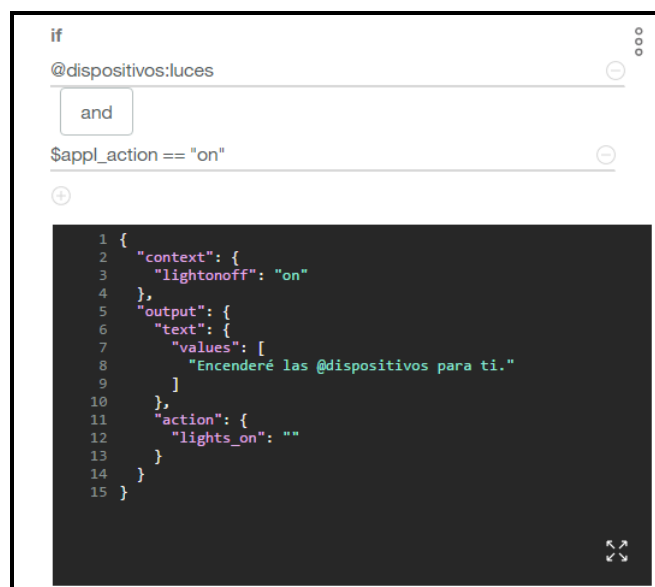 if
@dispositivos:luces
and
$appl_action == "on"
1 {
2 "context": {
3 "lightonoff": "on"
4 },
5 "output": {
6 "text": {
7 "values": [
8 "Encenderé las @dispositivos para ti."
9 ]
10 },
11 "action": {
12 "lights_on": ""
13 }
14 }
15 }